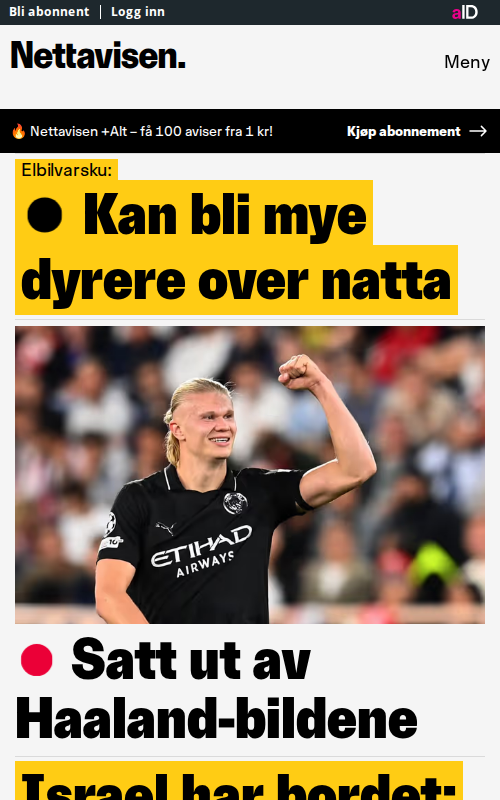 Bli abonnent | Logg inn
aID
Nettavisen.
Meny
🔥 Nettavisen +Alt – få 100 aviser fra 1 kr!
Kjøp abonnement →
Elbilvarsku:
Kan bli mye
dyrere over natta
ETIHAD
AIRWAYS
Satt ut av
Haaland-bildene
Israel har bordet: